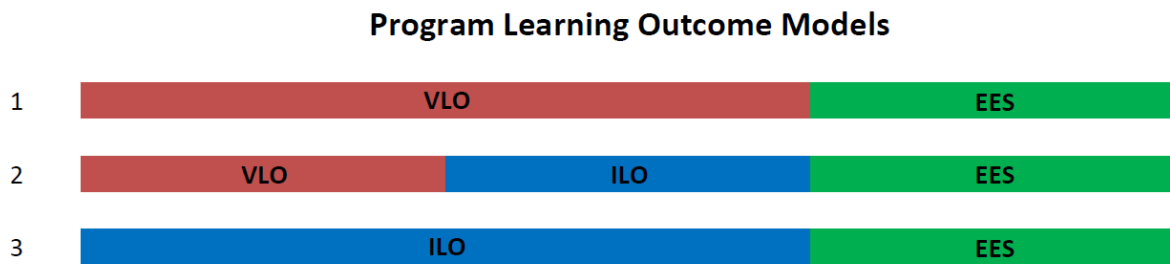 Program Learning Outcome Models
1 VLO EES
2 VLO ILO EES
3 ILO EES